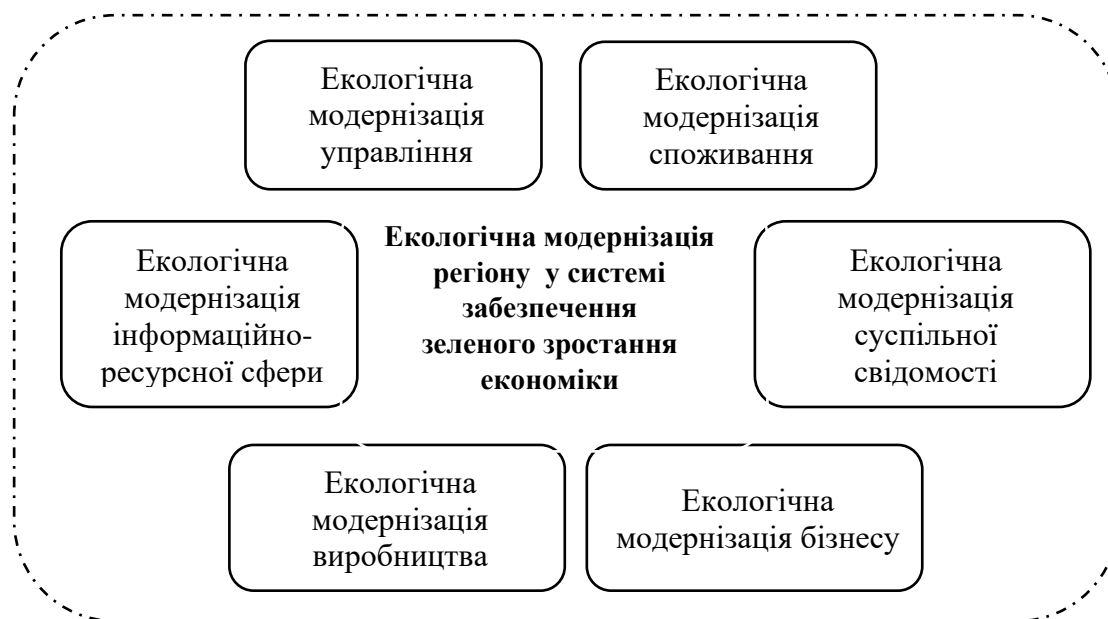 Екологічна
модернізація
управління
Екологічна
модернізація
споживання
Екологічна
модернізація
інформаційно-
ресурсної сфери
Екологічна модернізація
регіону у системі
забезпечення
зеленого зростання
економіки
Екологічна
модернізація
суспільної
свідомості
Екологічна
модернізація
виробництва
Екологічна
модернізація бізнесу